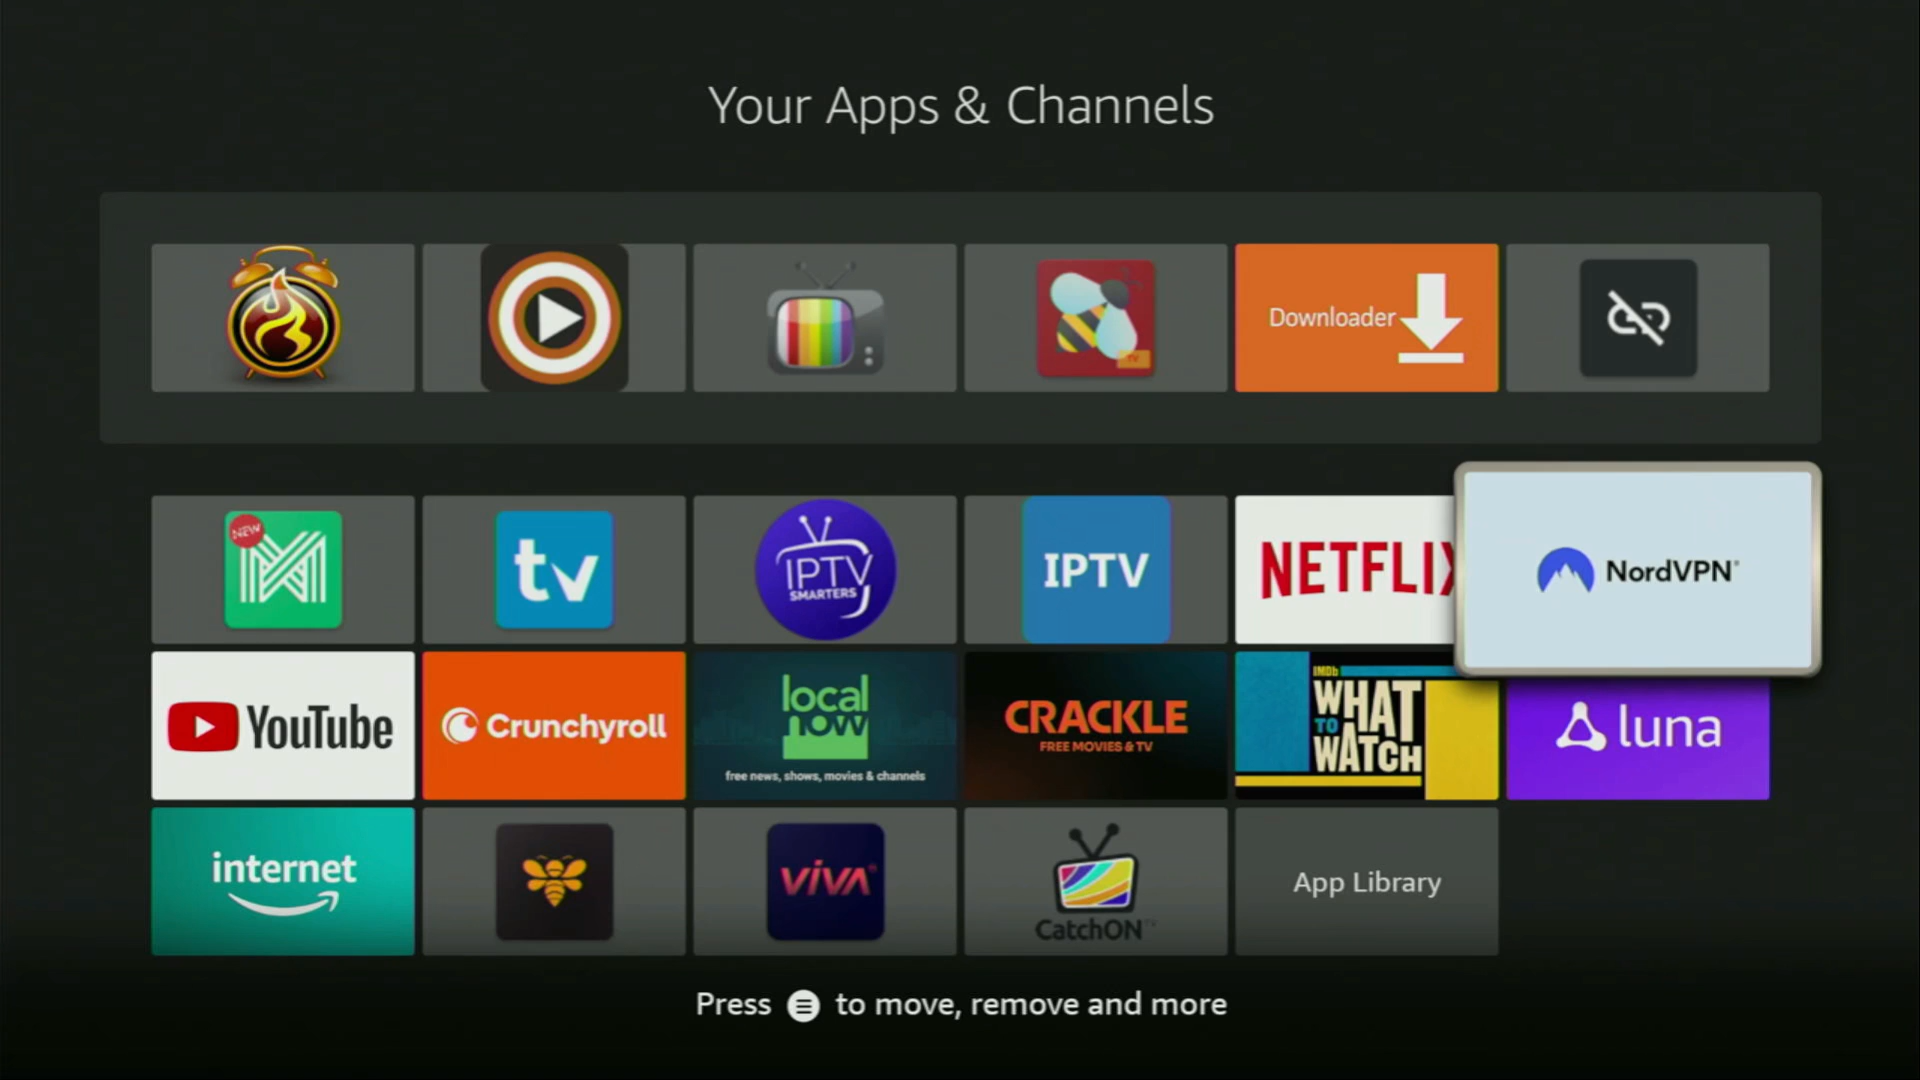 Your Apps & Channels
TV
Downloader
NEW
tv
IPTV
SMARTERS
IPTV
NETFLIX
NordVPN®
YouTube
Crunchyroll
local
now
free news, shows, movies & channels
CRACKLE
FREE MOVIES & TV
IMDb
WHAT
TO
WATCH
luna
internet
VIVA
CatchON TV
App Library
Press to move, remove and more